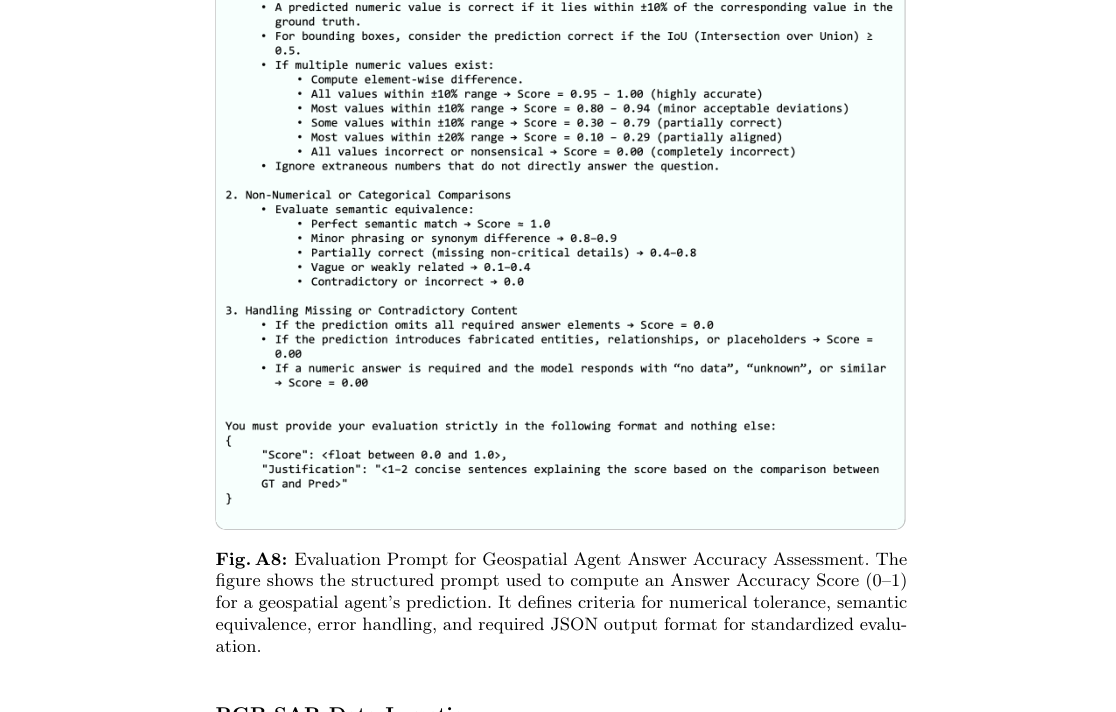 • A predicted numeric value is correct if it lies within ±10% of the corresponding value in the
ground truth.
• For bounding boxes, consider the prediction correct if the IoU (Intersection over Union) ≥
0.5.
• If multiple numeric values exist:
• Compute element-wise difference.
• All values within ±10% range → Score = 0.95 – 1.00 (highly accurate)
• Most values within ±10% range → Score = 0.80 – 0.94 (minor acceptable deviations)
• Some values within ±10% range → Score = 0.30 – 0.79 (partially correct)
• Most values within ±20% range → Score = 0.10 – 0.29 (partially aligned)
• All values incorrect or nonsensical → Score = 0.00 (completely incorrect)
• Ignore extraneous numbers that do not directly answer the question.
2. Non-Numerical or Categorical Comparisons
• Evaluate semantic equivalence:
• Perfect semantic match → Score ≈ 1.0
• Minor phrasing or synonym difference → 0.8–0.9
• Partially correct (missing non-critical details) → 0.4–0.8
• Vague or weakly related → 0.1–0.4
• Contradictory or incorrect → 0.0
3. Handling Missing or Contradictory Content
• If the prediction omits all required answer elements → Score = 0.0
• If the prediction introduces fabricated entities, relationships, or placeholders → Score =
0.00
• If a numeric answer is required and the model responds with “no data”, “unknown”, or similar
→ Score = 0.00
You must provide your evaluation strictly in the following format and nothing else:
{
"Score": <float between 0.0 and 1.0>,
"Justification": "<1–2 concise sentences explaining the score based on the comparison between
GT and Pred>"
}
Fig. A8: Evaluation Prompt for Geospatial Agent Answer Accuracy Assessment. The
figure shows the structured prompt used to compute an Answer Accuracy Score (0–1)
for a geospatial agent's prediction. It defines criteria for numerical tolerance, semantic
equivalence, error handling, and required JSON output format for standardized evalu-
ation.